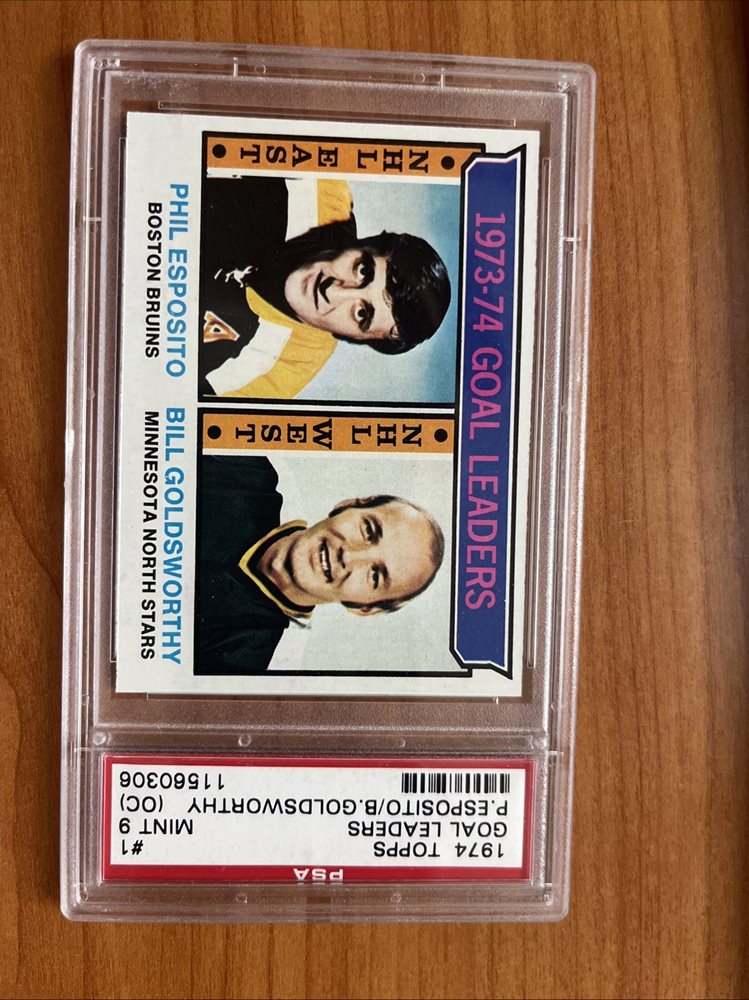 1973-74 GOAL LEADERS
NHL EAST
NHL WEST
PHIL ESPOSITO
BOSTON BRUINS
BILL GOLDSWORTHY
MINNESOTA NORTH STARS
1974 TOPPS #1
GOAL LEADERS MINT 9
P.ESPOSITO/B.GOLDSWORTHY (OC)
11560306
PSA